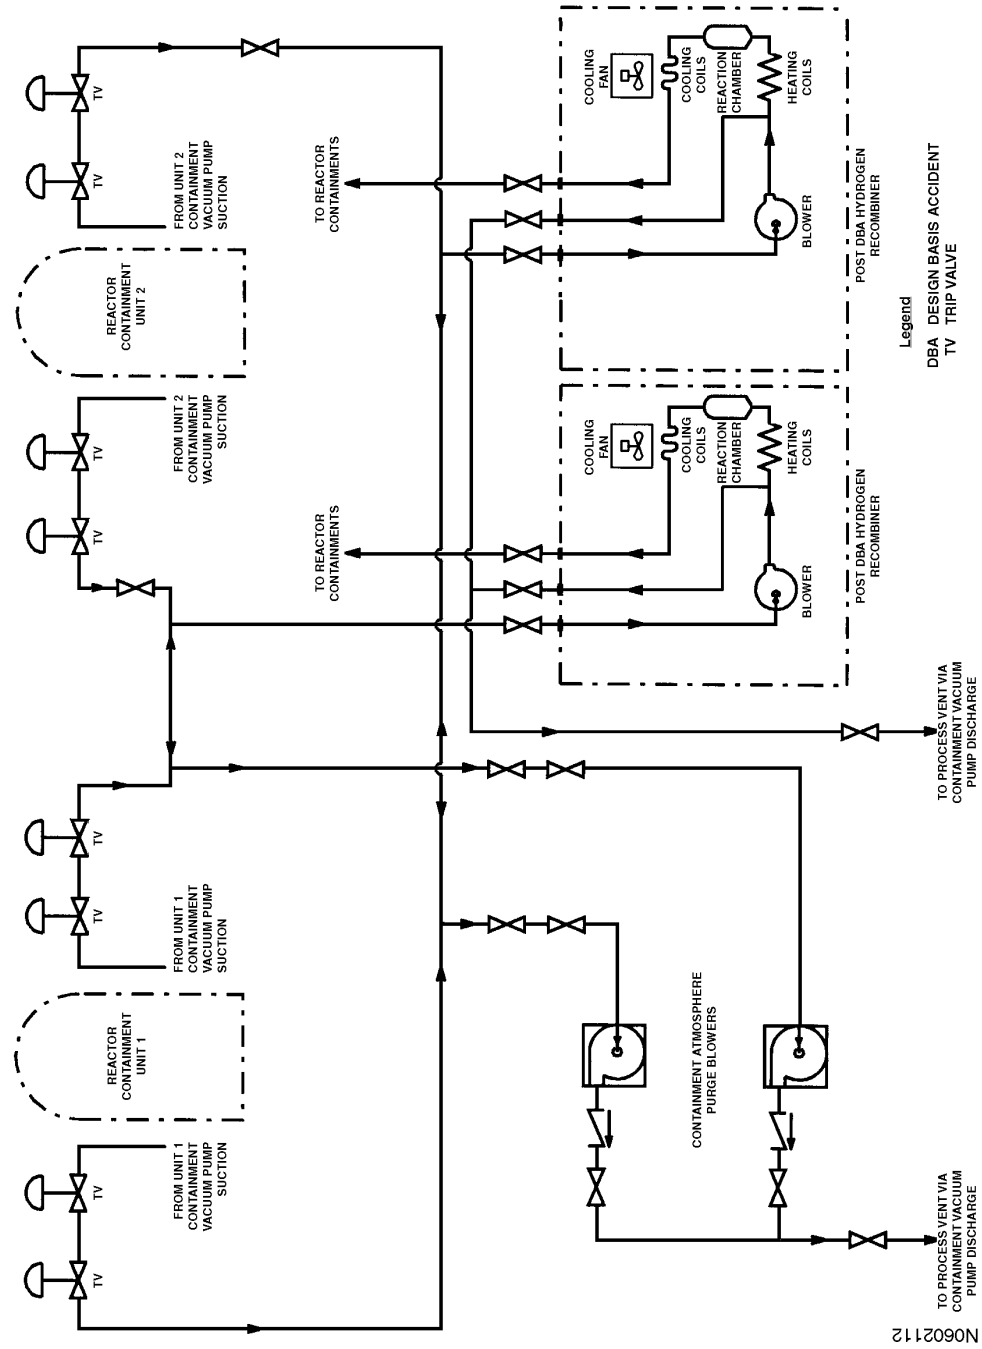 TV
TV
FROM UNIT 1
CONTAINMENT
VACUUM PUMP
SUCTION
REACTOR
CONTAINMENT
UNIT 1
FROM UNIT 1
CONTAINMENT
VACUUM PUMP
SUCTION
TV
TV
TV
TV
FROM UNIT 2
CONTAINMENT
VACUUM PUMP
SUCTION
REACTOR
CONTAINMENT
UNIT 2
FROM UNIT 2
CONTAINMENT
VACUUM PUMP
SUCTION
TV
TV
TO REACTOR
CONTAINMENTS
TO REACTOR
CONTAINMENTS
CONTAINMENT ATMOSPHERE
PURGE BLOWERS
COOLING
FAN
COOLING
COILS
REACTION
CHAMBER
HEATING
COILS
BLOWER
POST DBA HYDROGEN
RECOMBINER
COOLING
FAN
COOLING
COILS
REACTION
CHAMBER
HEATING
COILS
BLOWER
POST DBA HYDROGEN
RECOMBINER
TO PROCESS VENT VIA
CONTAINMENT VACUUM
PUMP DISCHARGE
TO PROCESS VENT VIA
CONTAINMENT VACUUM
PUMP DISCHARGE
Legend
DBA DESIGN BASIS ACCIDENT
TV TRIP VALVE
N0602112